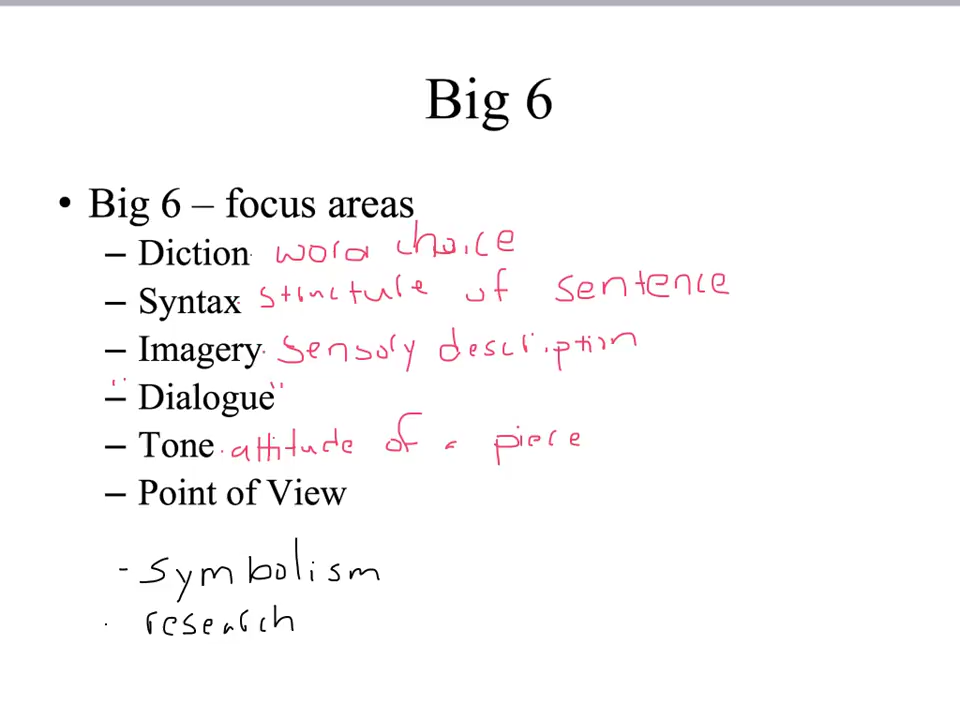 Big 6
• Big 6 – focus areas
– Diction word choice
– Syntax structure of sentence
– Imagery sensory description
– "Dialogue"
– Tone attitude of a piece
– Point of View
- symbolism
· research